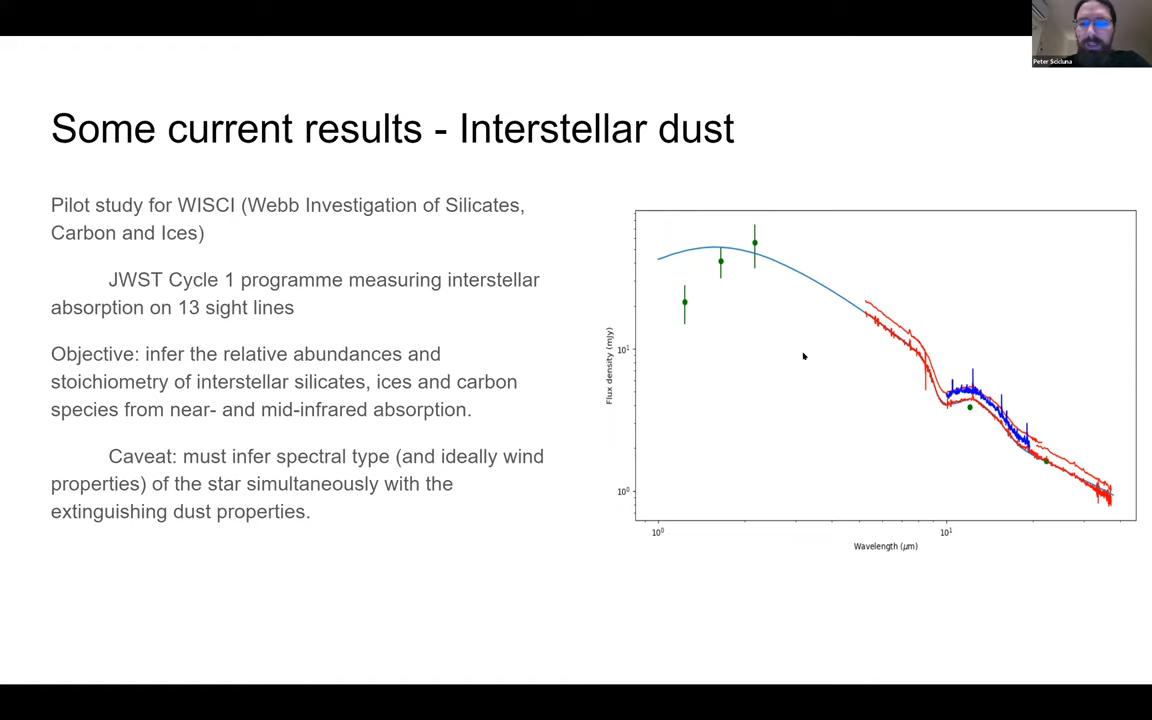 Peter Scicluna
Some current results - Interstellar dust
Pilot study for WISCI (Webb Investigation of Silicates,
Carbon and Ices)
JWST Cycle 1 programme measuring interstellar
absorption on 13 sight lines
Objective: infer the relative abundances and
stoichiometry of interstellar silicates, ices and carbon
species from near- and mid-infrared absorption.
Caveat: must infer spectral type (and ideally wind
properties) of the star simultaneously with the
extinguishing dust properties.
Flux density (mJy)
10¹
10⁰
10⁰
10¹
Wavelength (μm)